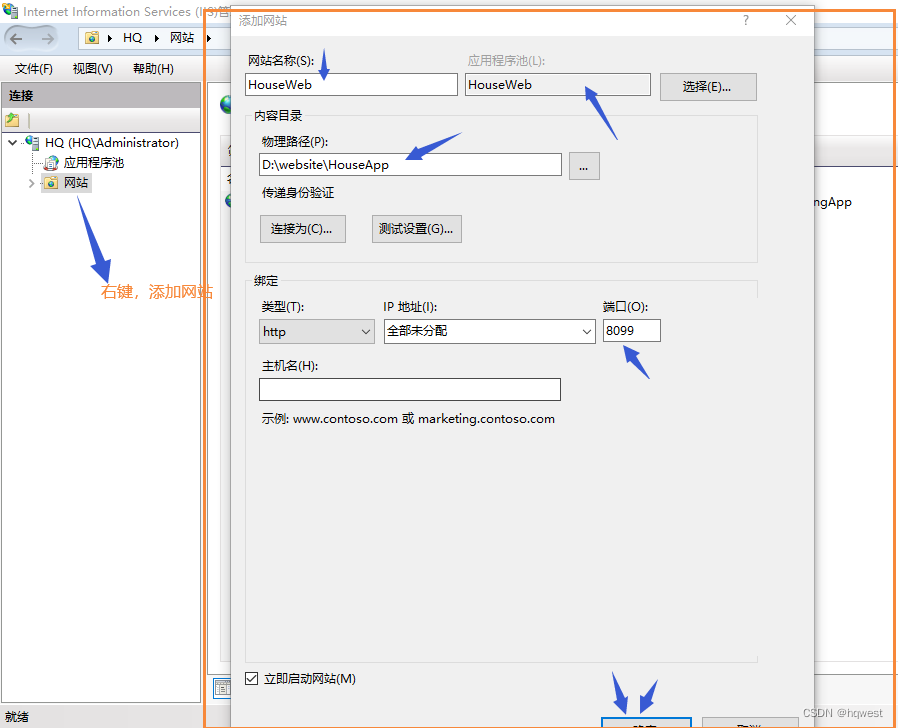 Internet Information Services (IIS)管
添加网站
HQ
网站
文件(F)
视图(V)
帮助(H)
连接
HQ (HQ\Administrator)
应用程序池
网站
右键，添加网站
网站名称(S):
应用程序池(L):
HouseWeb
HouseWeb
选择(E)...
内容目录
物理路径(P):
D:\website\HouseApp
...
传递身份验证
连接为(C)...
测试设置(G)...
ngApp
绑定
类型(T):
IP 地址(I):
端口(O):
http
全部未分配
8099
主机名(H):
示例: www.contoso.com 或 marketing.contoso.com
立即启动网站(M)
就绪
CSDN @hqwest